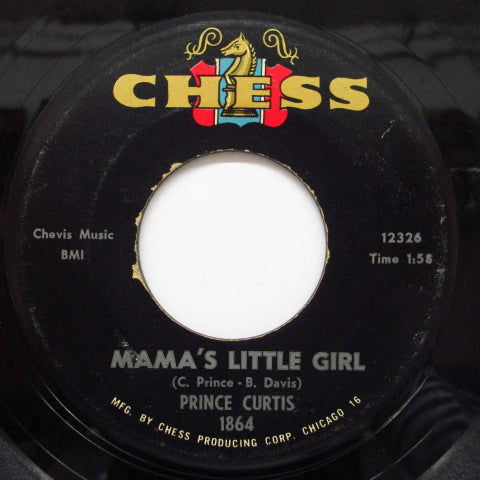 CHESS
Chevis Music
BMI
12326
Time 1:58
MAMA'S LITTLE GIRL
(C. Prince - B. Davis)
PRINCE CURTIS
1864
MFG. BY CHESS PRODUCING CORP. CHICAGO 16